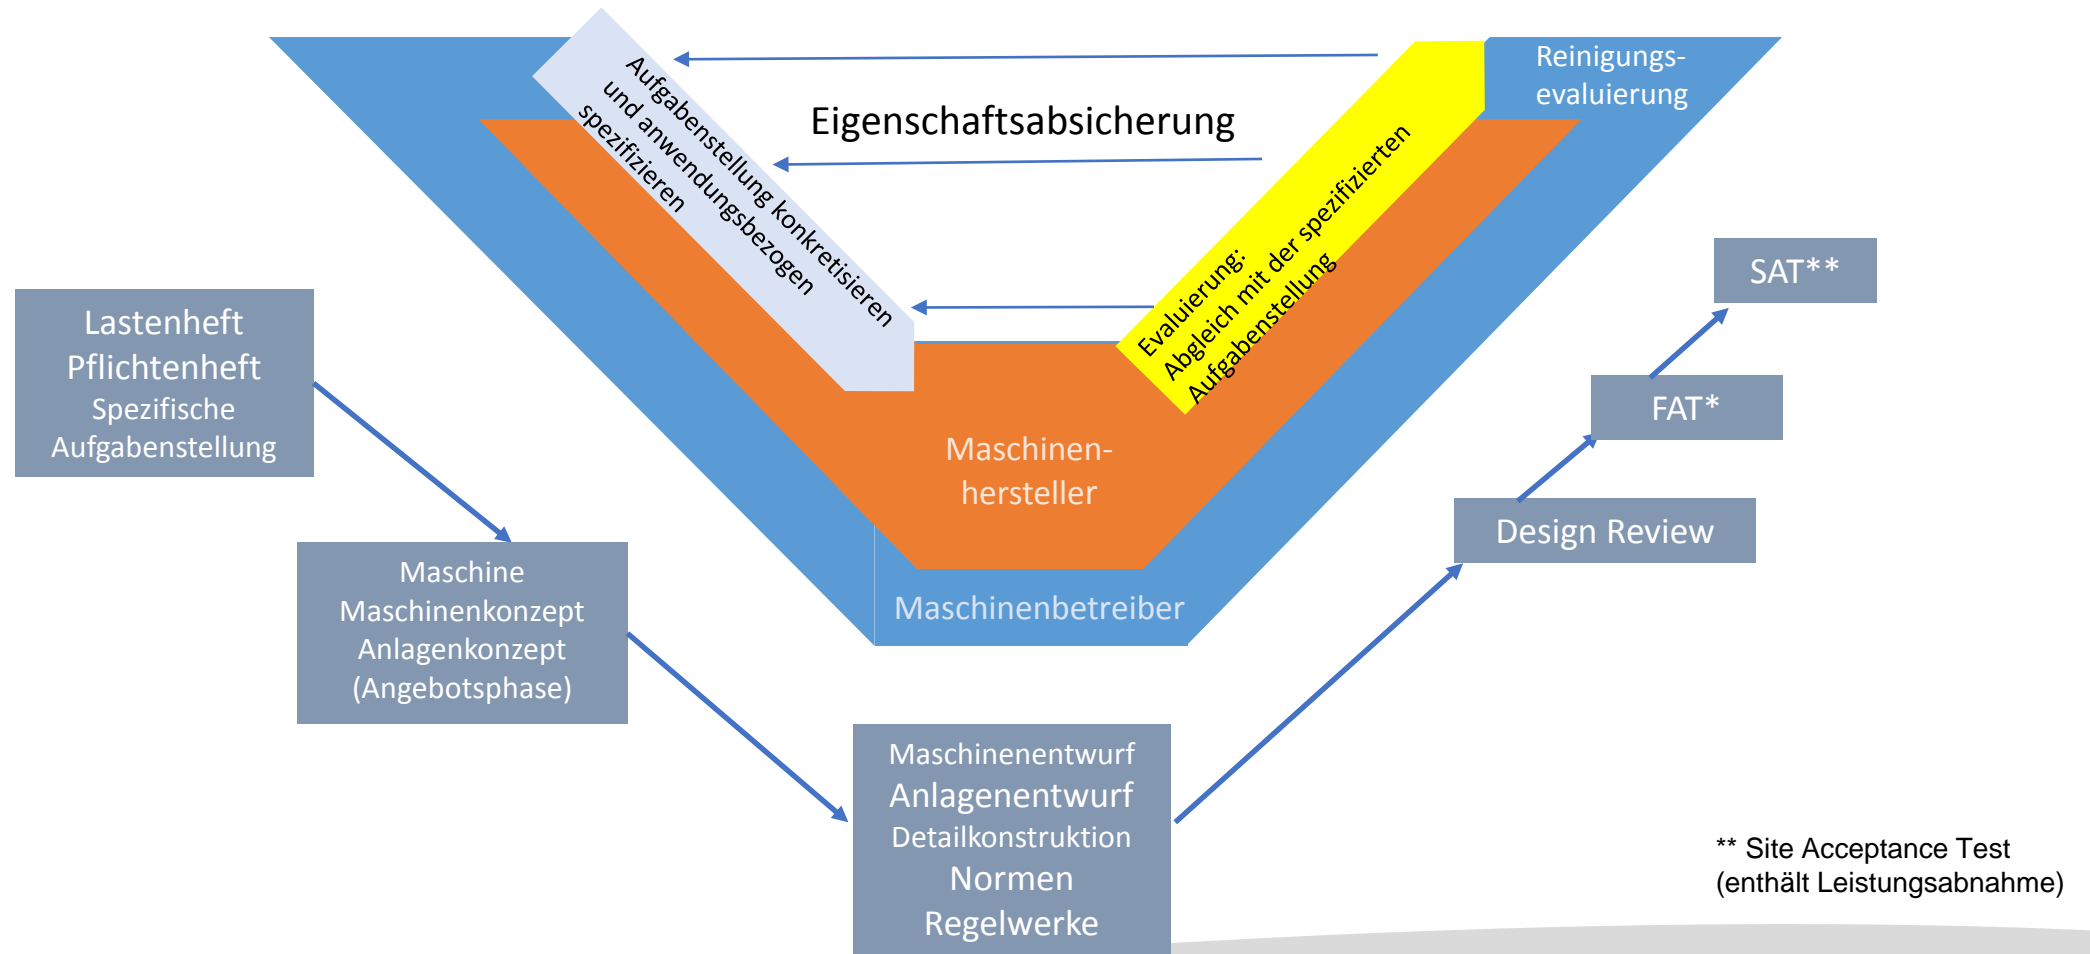 Reinigungs-
evaluierung
Aufgabenstellung konkretisieren
und anwendungsbezogen
spezifizieren
Eigenschaftsabsicherung
Evaluierung:
Abgleich mit der spezifizierten
Aufgabenstellung
SAT**
Lastenheft
Pflichtenheft
Spezifische
Aufgabenstellung
FAT*
Maschinen-
hersteller
Design Review
Maschine
Maschinenkonzept
Anlagenkonzept
(Angebotsphase)
Maschinenbetreiber
Maschinenentwurf
Anlagenentwurf
Detailkonstruktion
Normen
Regelwerke
** Site Acceptance Test
(enthält Leistungsabnahme)